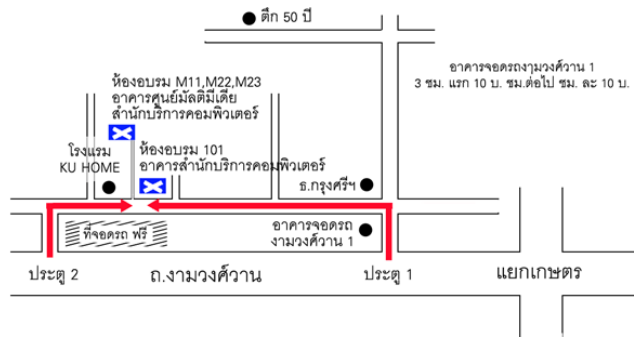 ตึก 50 ปี
อาคารจอดรถงามวงศ์วาน 1
3 ชม. แรก 10 บ. ชม.ต่อไป ชม. ละ 10 บ.
ห้องอบรม M11,M22,M23
อาคารศูนย์มัลติมีเดีย
สำนักบริการคอมพิวเตอร์
โรงแรม
KU HOME
ห้องอบรม 101
อาคารสำนักบริการคอมพิวเตอร์
ธ.กรุงศรีฯ
ที่จอดรถ ฟรี
อาคารจอดรถ
งามวงศ์วาน 1
ประตู 2
ถ.งามวงศ์วาน
ประตู 1
แยกเกษตร